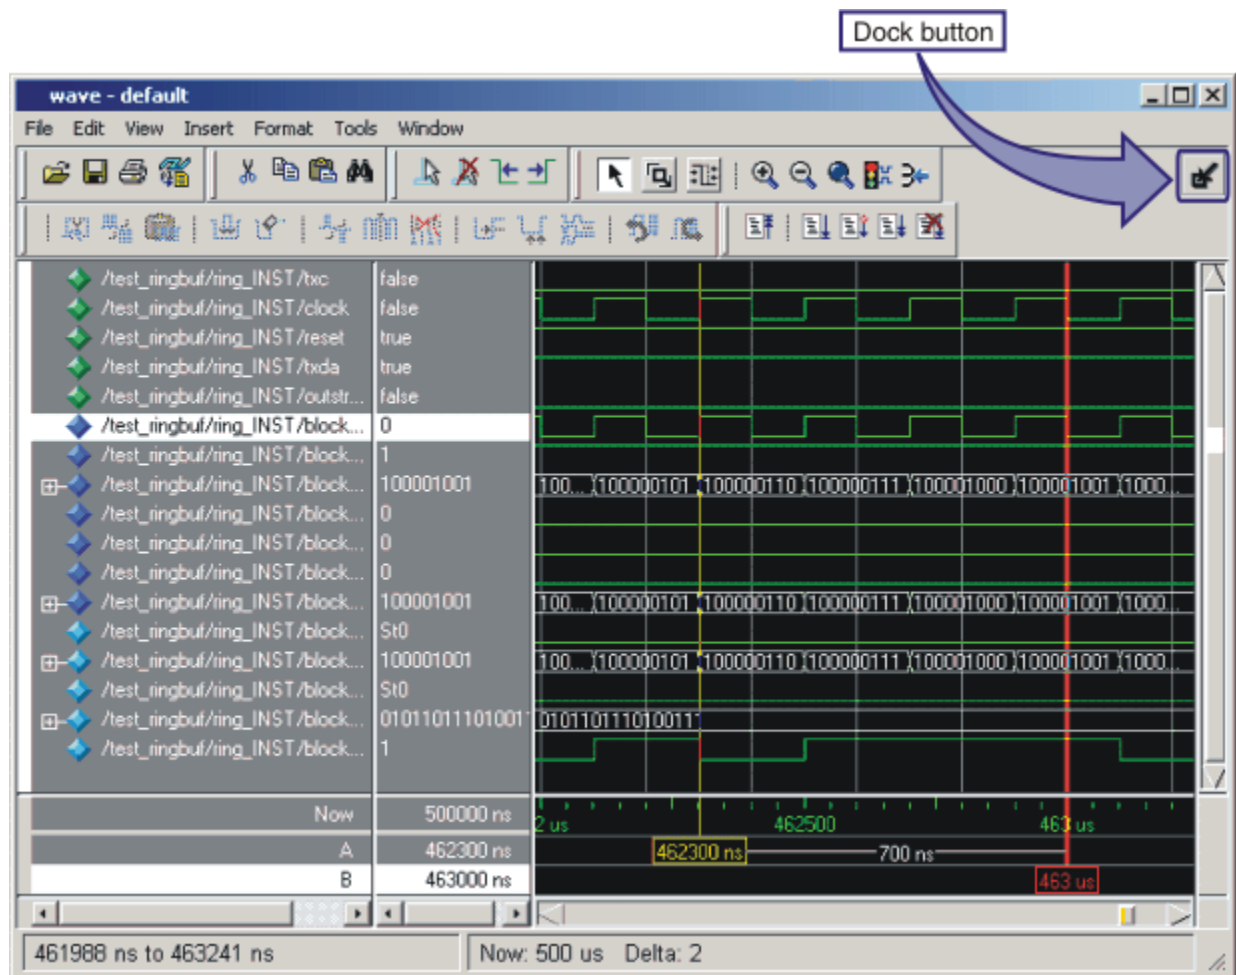 Dock button
wave - default
File Edit View Insert Format Tools Window
/test_ringbuf/ring_INST/txc false
/test_ringbuf/ring_INST/clock false
/test_ringbuf/ring_INST/reset true
/test_ringbuf/ring_INST/txda true
/test_ringbuf/ring_INST/outstr... false
/test_ringbuf/ring_INST/block... 0
/test_ringbuf/ring_INST/block... 1
/test_ringbuf/ring_INST/block... 100001001 100... 100000101 100000110 100000111 100001000 100001001 1000...
/test_ringbuf/ring_INST/block... 0
/test_ringbuf/ring_INST/block... 0
/test_ringbuf/ring_INST/block... 0
/test_ringbuf/ring_INST/block... 100001001 100... 100000101 100000110 100000111 100001000 100001001 1000...
/test_ringbuf/ring_INST/block... St0
/test_ringbuf/ring_INST/block... 100001001 100... 100000101 100000110 100000111 100001000 100001001 1000...
/test_ringbuf/ring_INST/block... St0
/test_ringbuf/ring_INST/block... 010110111010011 010110111010011
/test_ringbuf/ring_INST/block... 1
Now 500000 ns 2 us 462500 463 us
A 462300 ns 462300 ns 700 ns
B 463000 ns 463 us
461988 ns to 463241 ns Now: 500 us Delta: 2